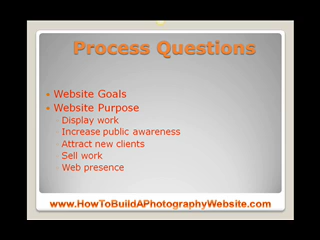 Process Questions
Website Goals
Website Purpose
Display work
Increase public awareness
Attract new clients
Sell work
Web presence
www.HowToBuildAPhotographyWebsite.com